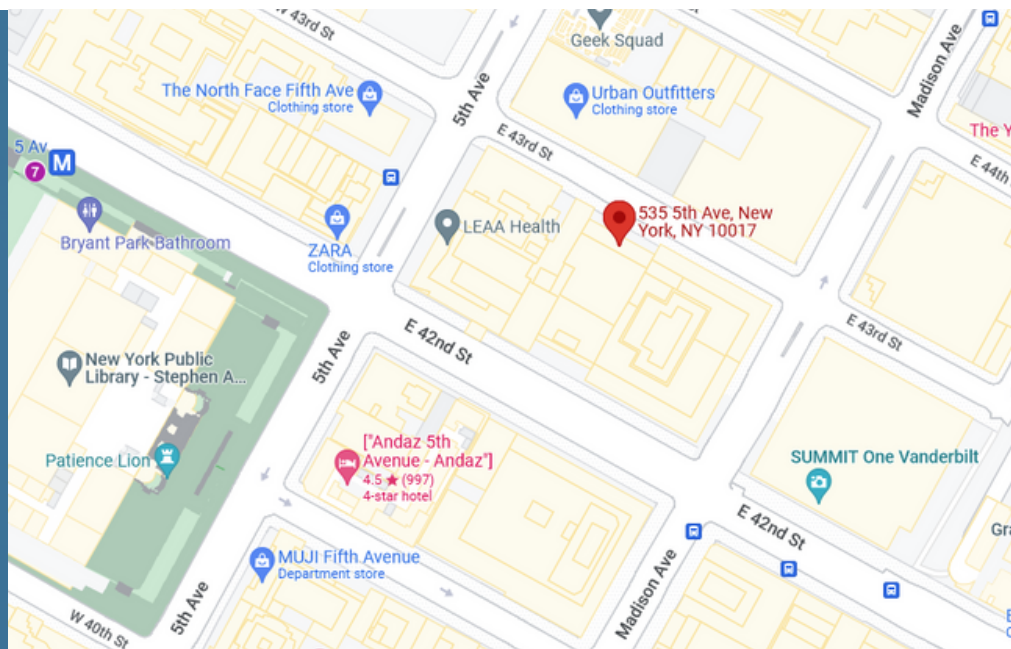 W 43rd St
Geek Squad
Madison Ave
The North Face Fifth Ave
Clothing store
5th Ave
Urban Outfitters
Clothing store
E 43rd St
The Y
E 44th
5 Av
M
7
Bryant Park Bathroom
ZARA
Clothing store
LEAA Health
535 5th Ave, New
York, NY 10017
E 42nd St
E 43rd St
5th Ave
New York Public
Library - Stephen A...
["Andaz 5th
Avenue - Andaz"]
4.5 ★ (997)
4-star hotel
Patience Lion
SUMMIT One Vanderbilt
E 42nd St
Gra
MUJI Fifth Avenue
Department store
5th Ave
Madison Ave
W 40th St